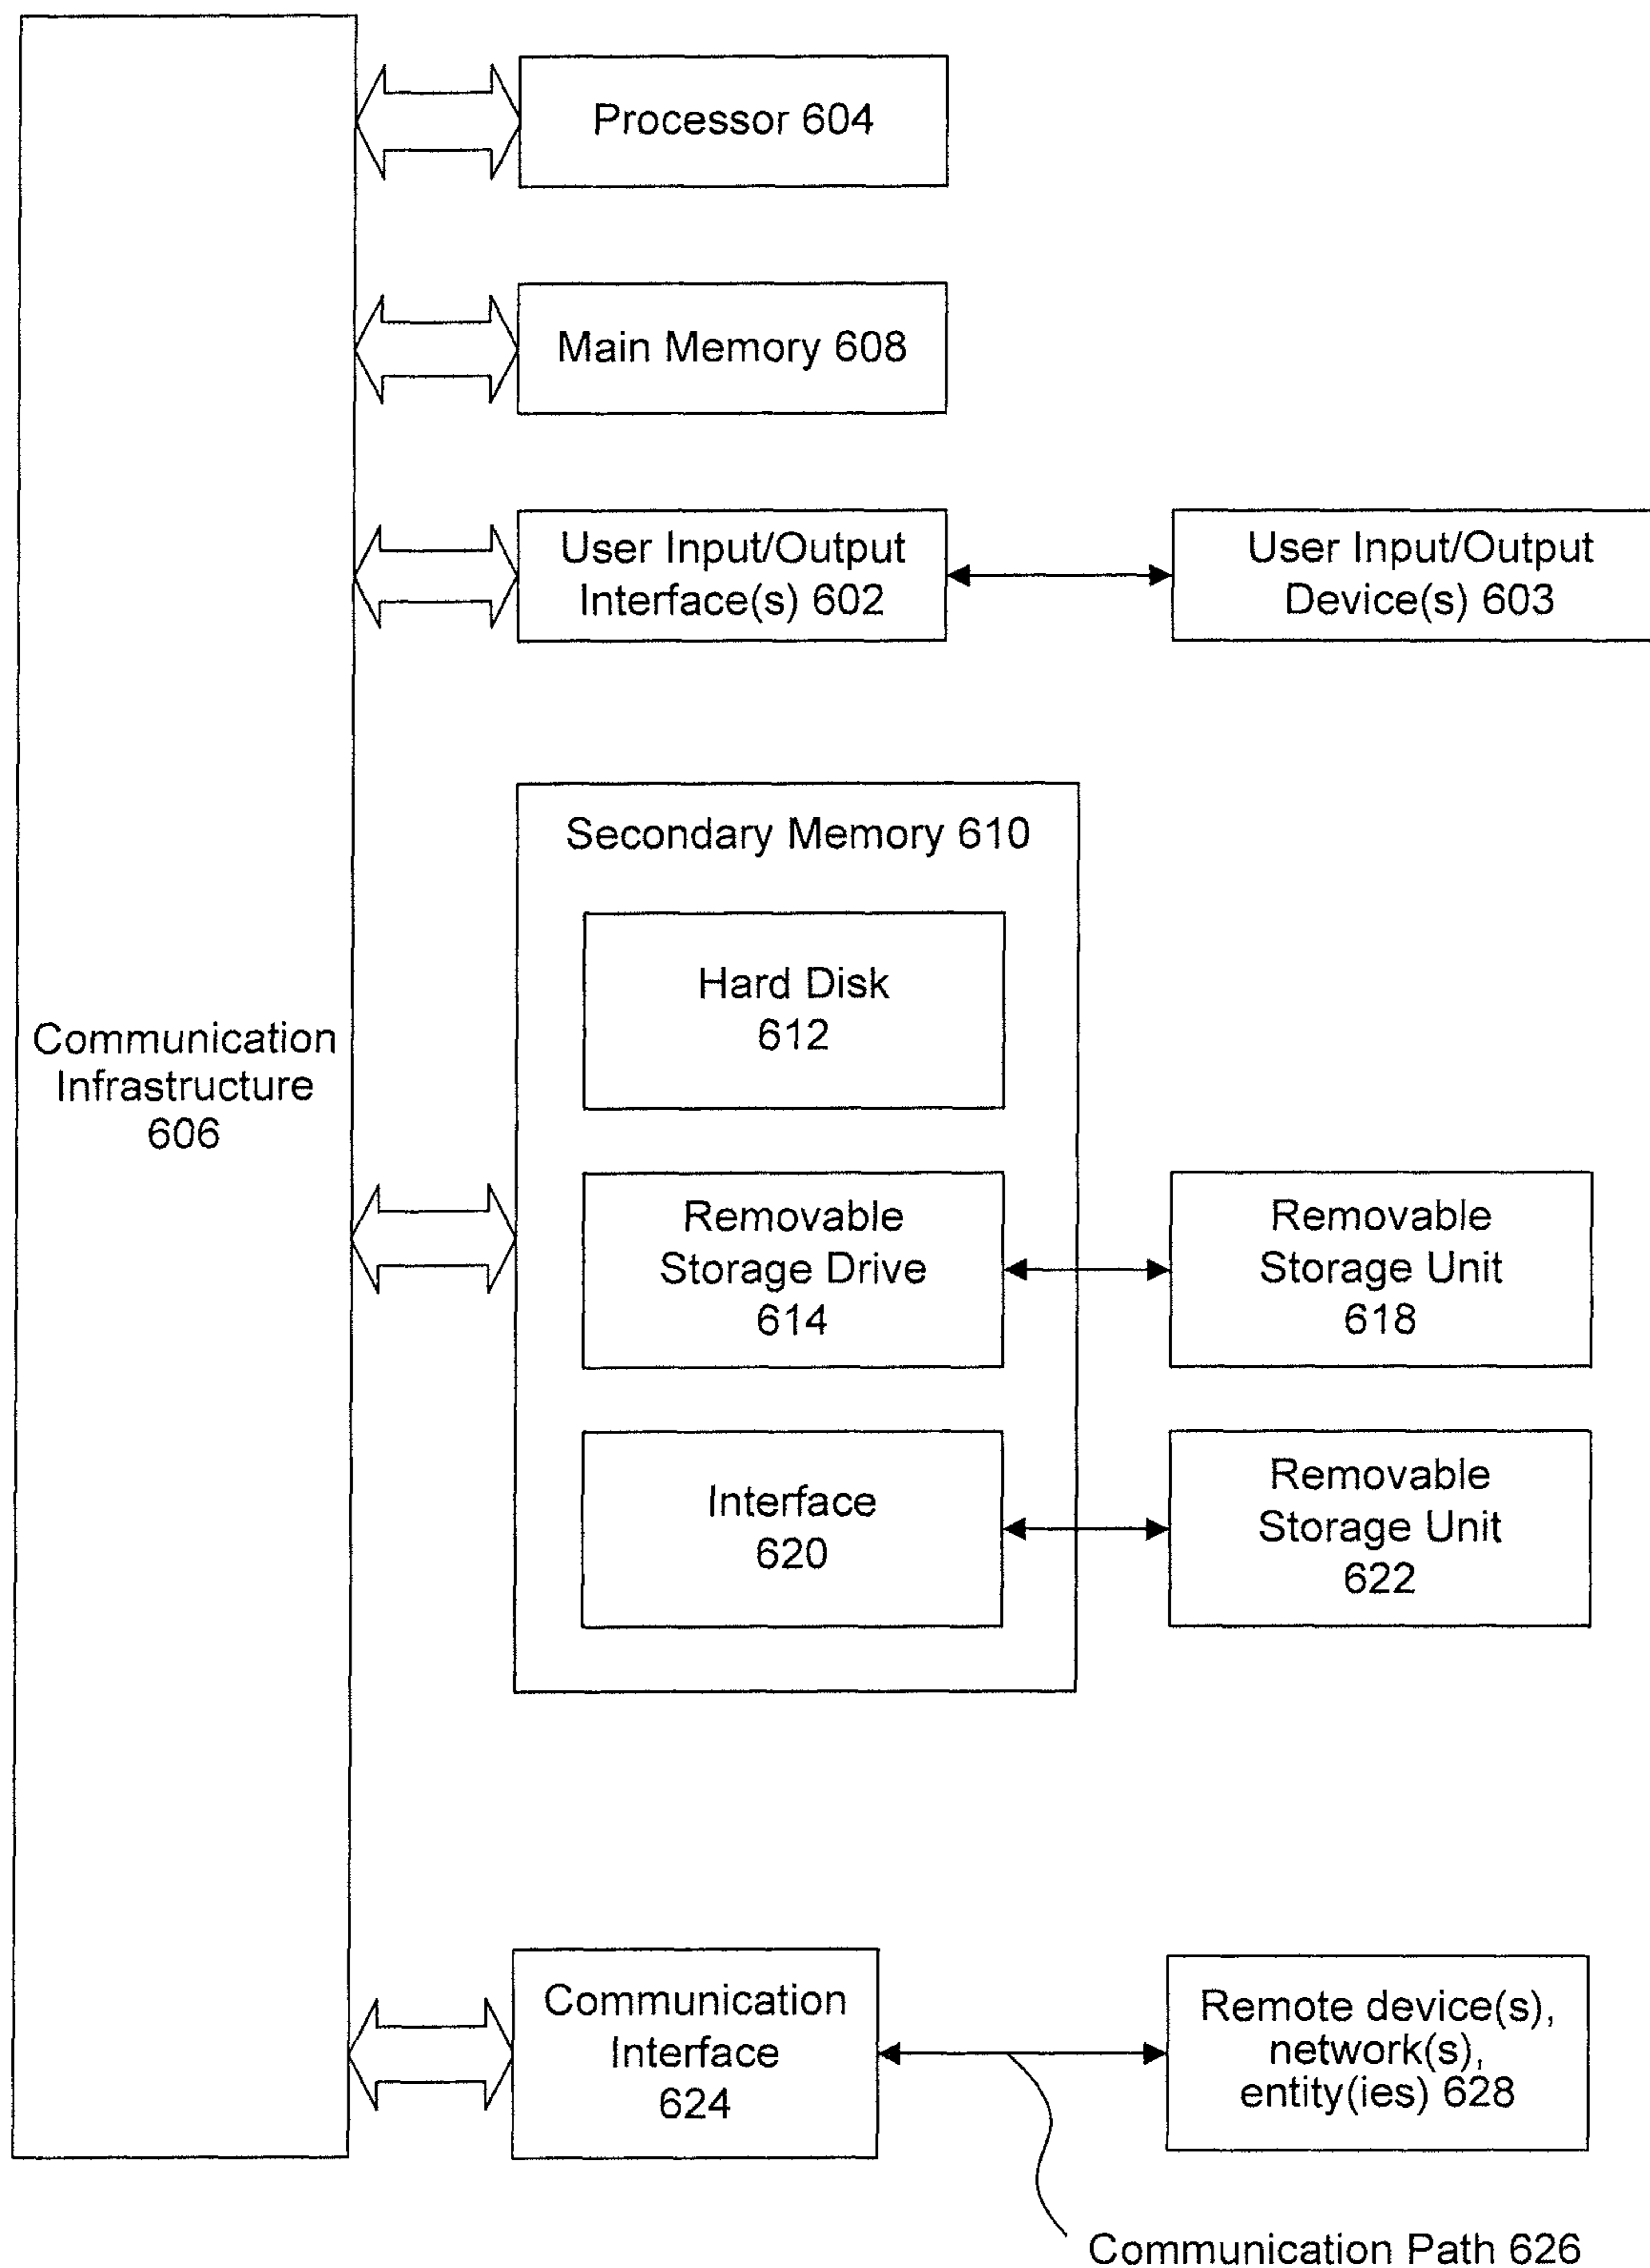 Processor 604
Main Memory 608
User Input/Output
Interface(s) 602
User Input/Output
Device(s) 603
Secondary Memory 610
Hard Disk
612
Communication
Infrastructure
606
Removable
Storage Drive
614
Removable
Storage Unit
618
Interface
620
Removable
Storage Unit
622
Communication
Interface
624
Remote device(s),
network(s),
entity(ies) 628
Communication Path 626